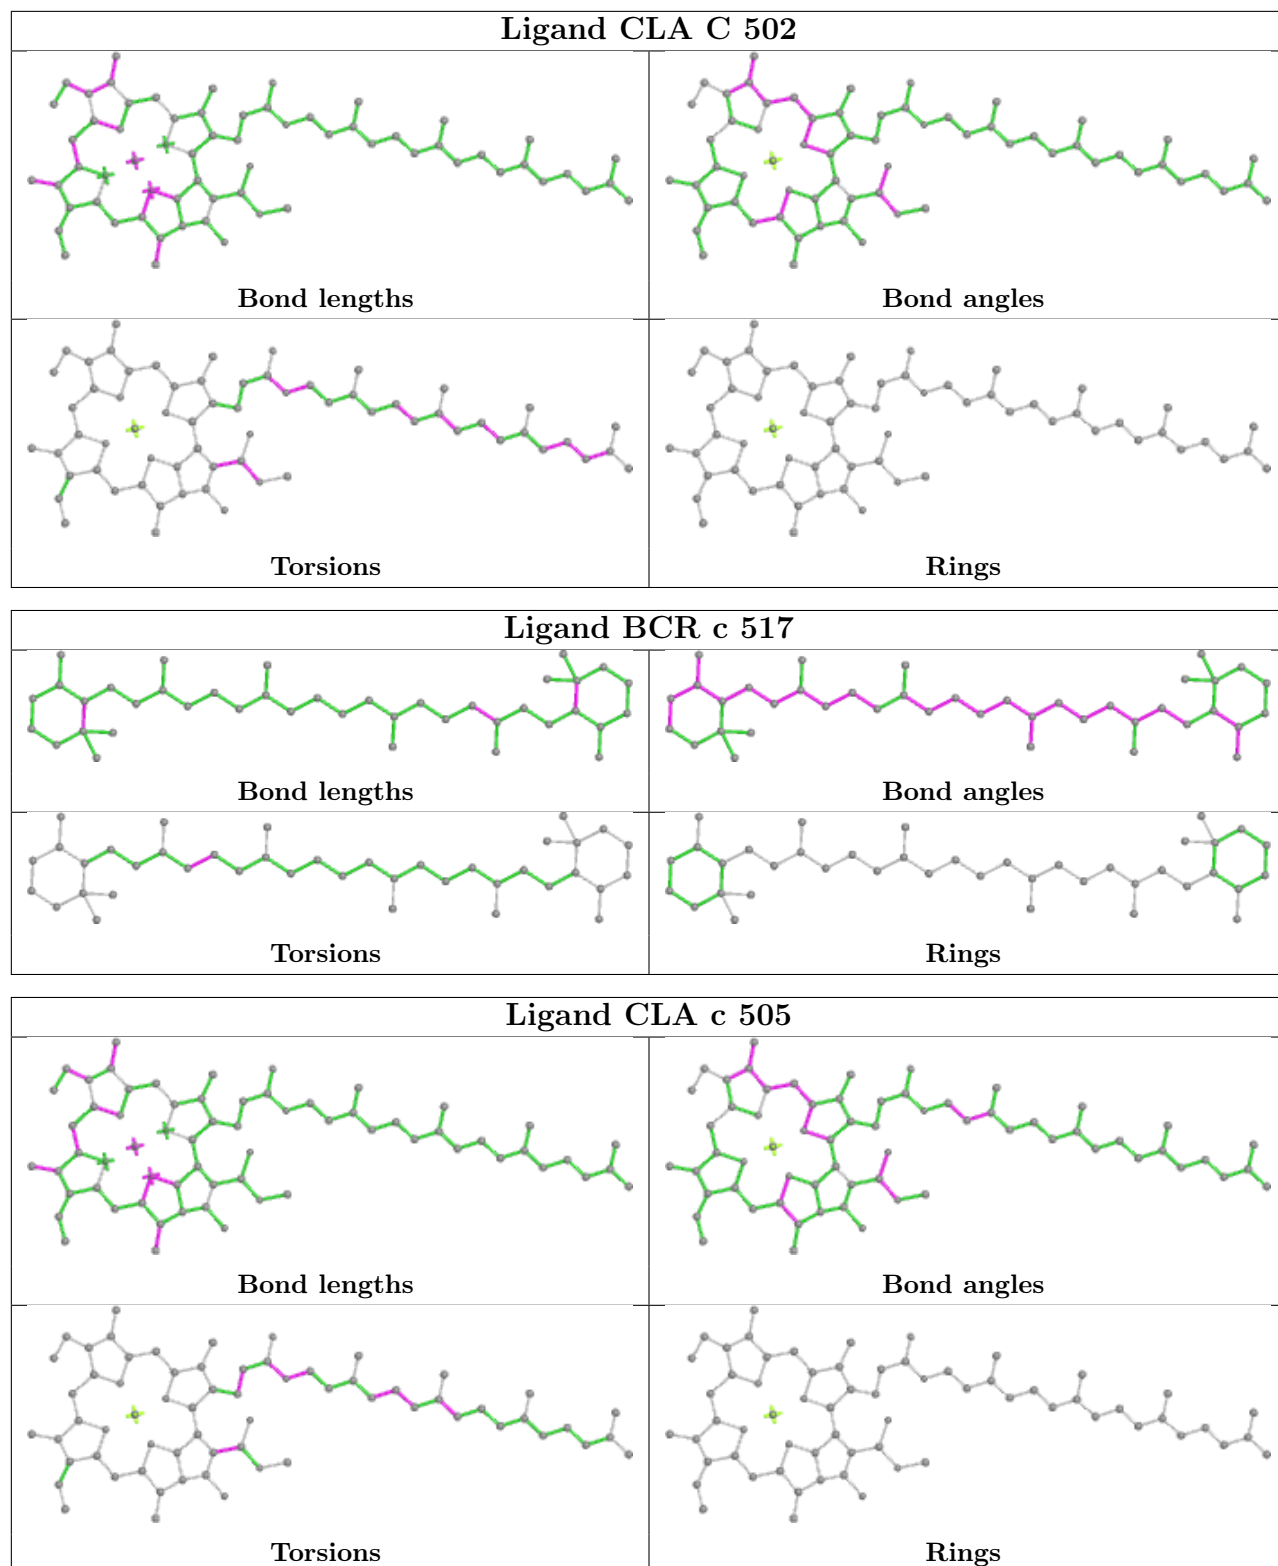 Ligand CLA C 502
Bond lengths
Bond angles
Torsions
Rings
Ligand BCR c 517
Bond lengths
Bond angles
Torsions
Rings
Ligand CLA c 505
Bond lengths
Bond angles
Torsions
Rings